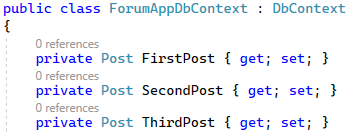 public class ForumAppDbContext : DbContext
{
0 references
private Post FirstPost { get; set; }
0 references
private Post SecondPost { get; set; }
0 references
private Post ThirdPost { get; set; }